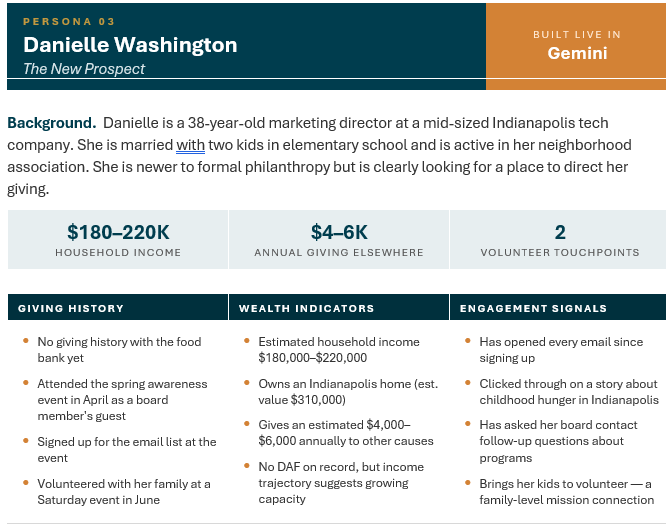 PERSONA 03
Danielle Washington
The New Prospect
BUILT LIVE IN
Gemini
Background. Danielle is a 38-year-old marketing director at a mid-sized Indianapolis tech
company. She is married with two kids in elementary school and is active in her neighborhood
association. She is newer to formal philanthropy but is clearly looking for a place to direct her
giving.
$180–220K
HOUSEHOLD INCOME
$4–6K
ANNUAL GIVING ELSEWHERE
2
VOLUNTEER TOUCHPOINTS
GIVING HISTORY
• No giving history with the food
bank yet
• Attended the spring awareness
event in April as a board
member's guest
• Signed up for the email list at the
event
• Volunteered with her family at a
Saturday event in June
WEALTH INDICATORS
• Estimated household income
$180,000–$220,000
• Owns an Indianapolis home (est.
value $310,000)
• Gives an estimated $4,000–
$6,000 annually to other causes
• No DAF on record, but income
trajectory suggests growing
capacity
ENGAGEMENT SIGNALS
• Has opened every email since
signing up
• Clicked through on a story about
childhood hunger in Indianapolis
• Has asked her board contact
follow-up questions about
programs
• Brings her kids to volunteer — a
family-level mission connection